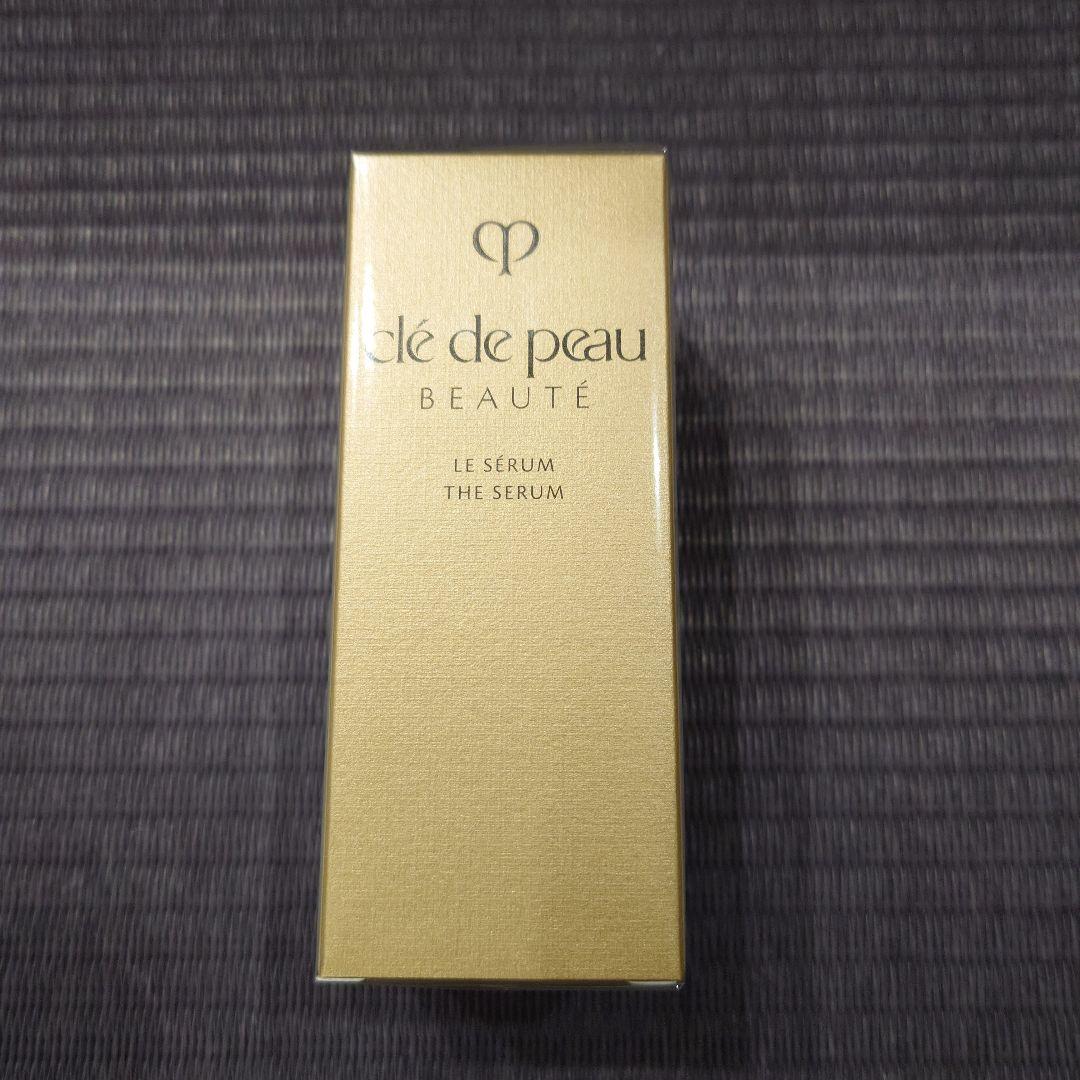 clé de peau
BEAUTÉ
LE SÉRUM
THE SERUM